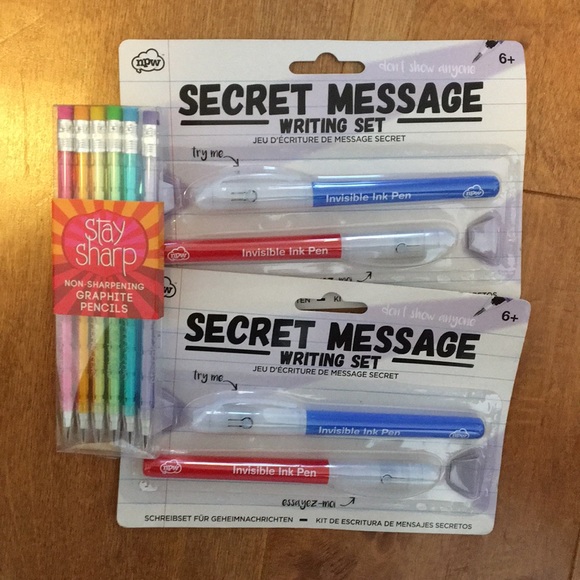 npw
don't show anyone
6+
SECRET MESSAGE
WRITING SET
JEU D'ÉCRITURE DE MESSAGE SECRET
try me
Invisible Ink Pen
npw
Invisible Ink Pen
npw
Stay
Sharp
NON-SHARPENING
GRAPHITE
PENCILS
don't show anyone
6+
SECRET MESSAGE
WRITING SET
JEU D'ÉCRITURE DE MESSAGE SECRET
try me
Invisible Ink Pen
npw
npw
Invisible Ink Pen
essayez-moi
SCHREIBSET FÜR GEHEIMNACHRICHTEN – KIT DE ESCRITURA DE MENSAJES SECRETOS